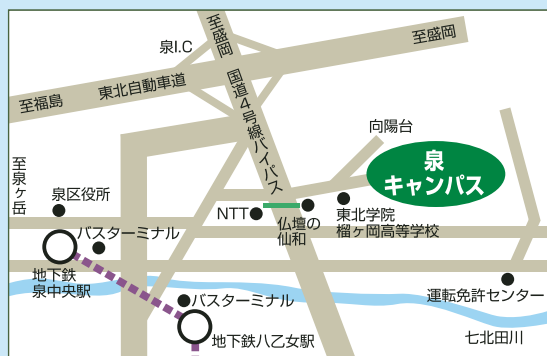 至盛岡
泉I.C
至盛岡
至福島
東北自動車道
国道4号線バイパス
向陽台
泉
キャンパス
至泉ヶ岳
泉区役所
NTT
仏壇の
仙和
東北学院
榴ヶ岡高等学校
バスターミナル
地下鉄
泉中央駅
バスターミナル
運転免許センター
地下鉄八乙女駅
七北田川